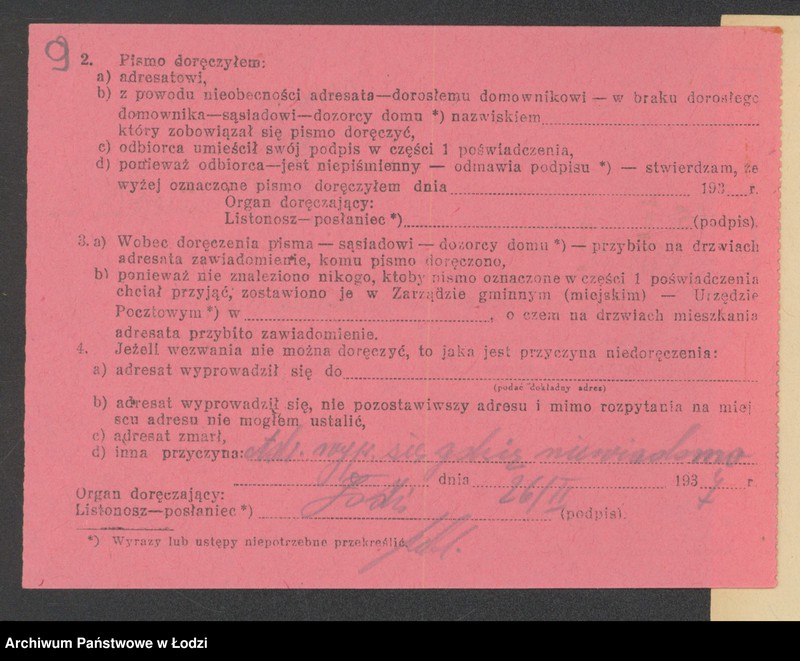 9
2. Pismo doręczyłem:
a) adresatowi,
b) z powodu nieobecności adresata—dorosłemu domownikowi — w braku dorosłego
domownika—sąsiadowi—dozorcy domu *) nazwiskiem
który zobowiązał się pismo doręczyć,
c) odbiorca umieścił swój podpis w części 1 poświadczenia,
d) ponieważ odbiorca—jest niepiśmienny — odmawia podpisu *) — stwierdzam, że
wyżej oznaczone pismo doręczyłem dnia 193 r.
Organ doręczający:
Listonosz—posłaniec *) (podpis).
3. a) Wobec doręczenia pisma — sąsiadowi — dozorcy domu *) — przybito na drzwiach
adresata zawiadomienie, komu pismo doręczono,
b) ponieważ nie znaleziono nikogo, ktoby pismo oznaczone w części 1 poświadczenia
chciał przyjąć, zostawiono je w Zarządzie gminnym (miejskim) — Urzędzie
Pocztowym *) w , o czem na drzwiach mieszkania
adresata przybito zawiadomienie.
4. Jeżeli wezwania nie można doręczyć, to jaka jest przyczyna niedoręczenia:
a) adresat wyprowadził się do
(podać dokładny adres)
b) adresat wyprowadził się, nie pozostawiwszy adresu i mimo rozpytania na miej
scu adresu nie mogłem ustalić,
c) adresat zmarł,
d) inna przyczyna: Adr. wypr się gdzie niewiadomo
Łódź dnia 26/II 1937 r
Organ doręczający:
Listonosz—posłaniec *) (podpis).
*) Wyrazy lub ustępy niepotrzebne przekreślić.
Archiwum Państwowe w Łodzi